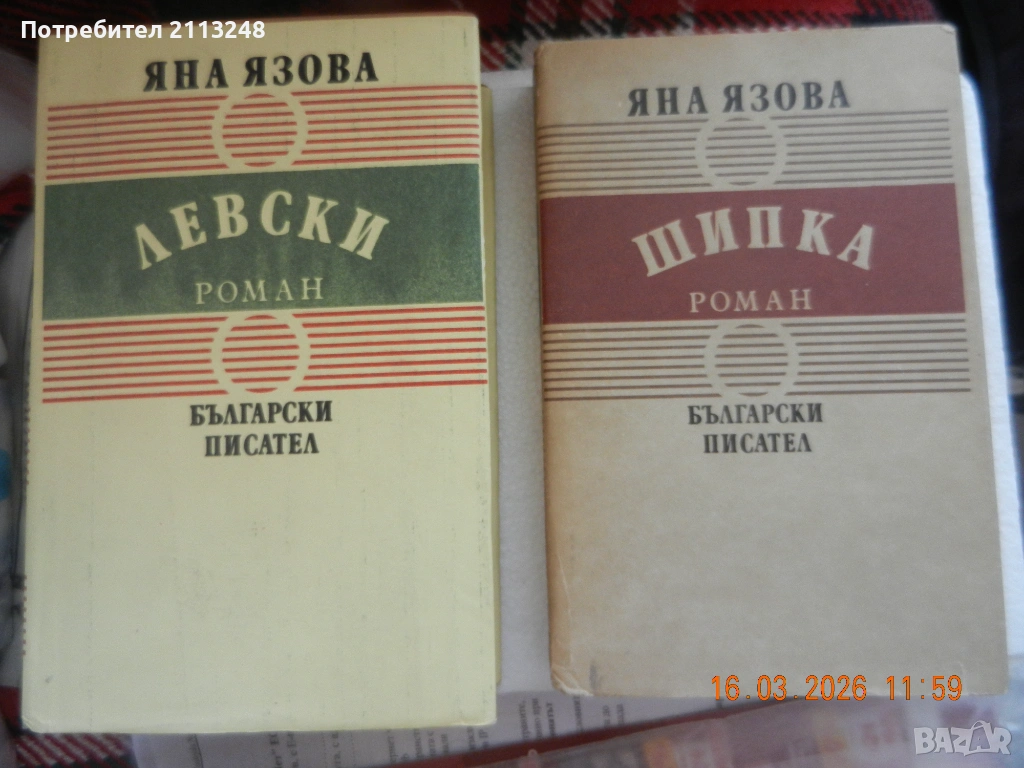 Потребител 2113248
ЯНА ЯЗОВА
ЛЕВСКИ
РОМАН
БЪЛГАРСКИ
ПИСАТЕЛ
ЯНА ЯЗОВА
ШИПКА
РОМАН
БЪЛГАРСКИ
ПИСАТЕЛ
16.03.2026 11:59
BAZAR